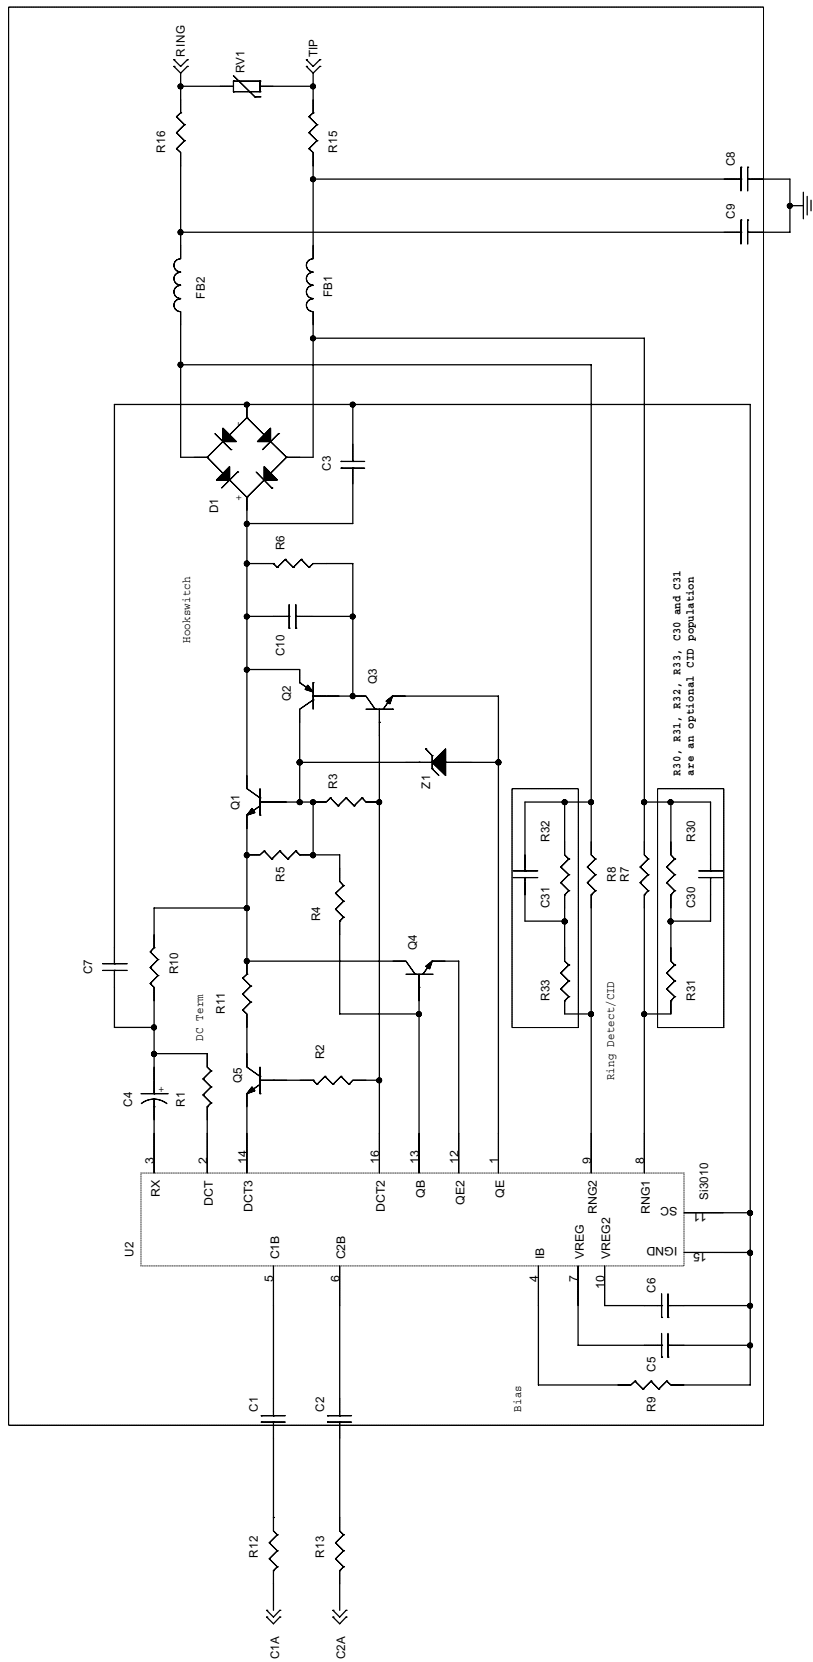 RING
RV1
TIP
R16
R15
C8
C9
FB2
FB1
D1
+
-
C3
Hookswitch
R6
C10
Q2
Q3
Z1
Q1
R3
R5
R4
Q4
C7
R10
DC Term
R11
R2
Q5
C4
+
R1
R32
C31
R33
R8
R7
R30
C30
R31
R30, R31, R32, R33, C30 and C31
are an optional CID population
Ring Detect/CID
3
2
14
16
13
12
1
9
8
RX
DCT
DCT3
DCT2
QB
QE2
QE
RNG2
RNG1
Si3010
U2
SC
11
IGND
15
C1B
C2B
IB
VREG
VREG2
5
6
4
7
10
C6
C5
R9
Bias
C1
C2
R12
R13
C1A
C2A